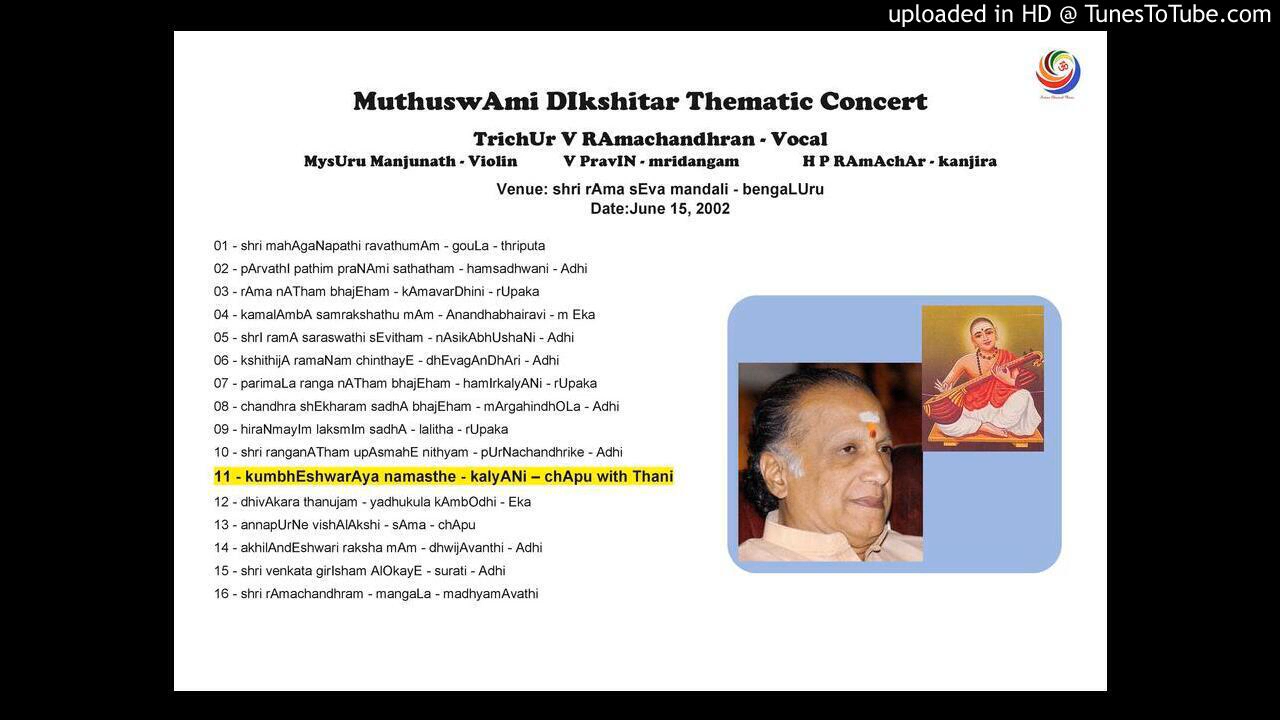 uploaded in HD @ TunesToTube.com
MuthuswAmi DIkshitar Thematic Concert
TrichUr V RAmachandhran - Vocal
MysUru Manjunath - Violin V PravIN - mridangam H P RAmAchAr - kanjira
Venue: shri rAma sEva mandali - bengaLUru
Date:June 15, 2002
01 - shri mahAgaNapathi ravathumAm - gouLa - thriputa
02 - pArvathI pathim praNAmi sathatham - hamsadhwani - Adhi
03 - rAma nATham bhajEham - kAmavarDhini - rUpaka
04 - kamalAmbA samrakshathu mAm - Anandhabhairavi - m Eka
05 - shrI ramA saraswathi sEvitham - nAsikAbhUshaNi - Adhi
06 - kshithijA ramaNam chinthayE - dhEvagAnDhAri - Adhi
07 - parimaLa ranga nATham bhajEham - hamIrkalyANi - rUpaka
08 - chandhra shEkharam sadhA bhajEham - mArgahindhOLa - Adhi
09 - hiraNmayIm laksmIm sadhA - lalitha - rUpaka
10 - shri ranganATham upAsmahE nithyam - pUrNachandhrike - Adhi
11 - kumbhEshwarAya namasthe - kalyANi – chApu with Thani
12 - dhivAkara thanujam - yadhukula kAmbOdhi - Eka
13 - annapUrNe vishAlAkshi - sAma - chApu
14 - akhilAndEshwari raksha mAm - dhwijAvanthi - Adhi
15 - shri venkata girIsham AlOkayE - surati - Adhi
16 - shri rAmachandhram - mangaLa - madhyamAvathi